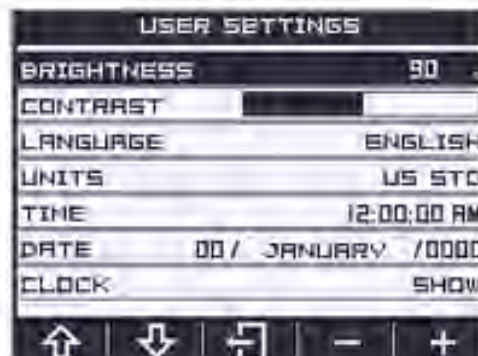 USER SETTINGS
BRIGHTNESS 90
CONTRAST
LANGUAGE ENGLISH
UNITS US STD
TIME 12:00:00 AM
DATE 00/ JANUARY /0000
CLOCK SHOW
- +